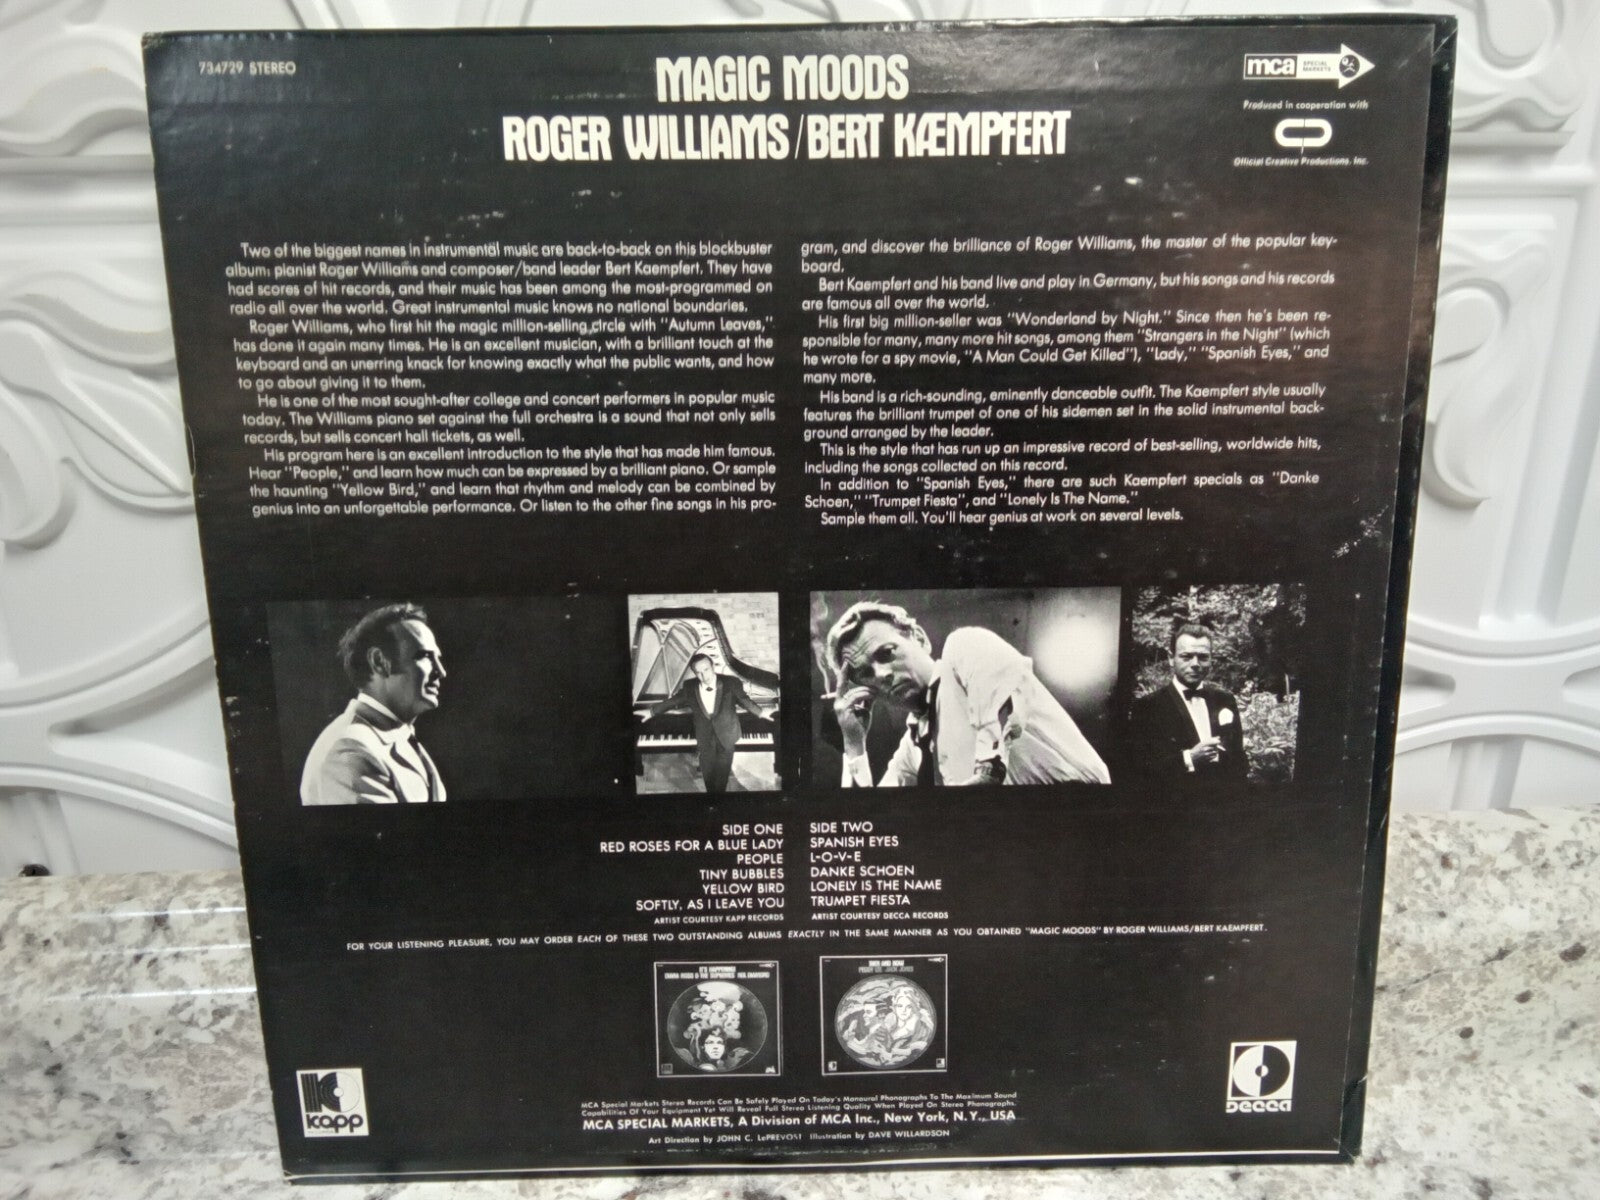 734729 STEREO
MAGIC MOODS
ROGER WILLIAMS/BERT KÆMPFERT
mca SPECIAL MARKETS
Produced in cooperation with
Official Creative Productions, Inc.
Two of the biggest names in instrumental music are back-to-back on this blockbuster
album: pianist Roger Williams and composer/band leader Bert Kaempfert. They have
had scores of hit records, and their music has been among the most-programmed on
radio all over the world. Great instrumental music knows no national boundaries.
Roger Williams, who first hit the magic million-selling circle with "Autumn Leaves,"
has done it again many times. He is an excellent musician, with a brilliant touch at the
keyboard and an unerring knack for knowing exactly what the public wants, and how
to go about giving it to them.
He is one of the most sought-after college and concert performers in popular music
today. The Williams piano set against the full orchestra is a sound that not only sells
records, but sells concert hall tickets, as well.
His program here is an excellent introduction to the style that has made him famous.
Hear "People," and learn how much can be expressed by a brilliant piano. Or sample
the haunting "Yellow Bird," and learn that rhythm and melody can be combined by
genius into an unforgettable performance. Or listen to the other fine songs in his pro-
gram, and discover the brilliance of Roger Williams, the master of the popular key-
board.
Bert Kaempfert and his band live and play in Germany, but his songs and his records
are famous all over the world.
His first big million-seller was "Wonderland by Night." Since then he's been re-
sponsible for many, many more hit songs, among them "Strangers in the Night" (which
he wrote for a spy movie, "A Man Could Get Killed"), "Lady," "Spanish Eyes," and
many more.
His band is a rich-sounding, eminently danceable outfit. The Kaempfert style usually
features the brilliant trumpet of one of his sidemen set in the solid instrumental back-
ground arranged by the leader.
This is the style that has run up an impressive record of best-selling, worldwide hits,
including the songs collected on this record.
In addition to "Spanish Eyes," there are such Kaempfert specials as "Danke
Schoen," "Trumpet Fiesta", and "Lonely Is The Name."
Sample them all. You'll hear genius at work on several levels.
SIDE ONE
RED ROSES FOR A BLUE LADY
PEOPLE
TINY BUBBLES
YELLOW BIRD
SOFTLY, AS I LEAVE YOU
ARTIST COURTESY KAPP RECORDS
SIDE TWO
SPANISH EYES
L-O-V-E
DANKE SCHOEN
LONELY IS THE NAME
TRUMPET FIESTA
ARTIST COURTESY DECCA RECORDS
FOR YOUR LISTENING PLEASURE, YOU MAY ORDER EACH OF THESE TWO OUTSTANDING ALBUMS EXACTLY IN THE SAME MANNER AS YOU OBTAINED "MAGIC MOODS" BY ROGER WILLIAMS/BERT KAEMPFERT.
IT'S HAPPENING!
DIANA ROSS & THE SUPREMES NEIL DIAMOND
THEN AND NOW
PEGGY LEE JACK JONES
kapp
DECCA
MCA Special Markets Stereo Records Can Be Safely Played On Today's Monaural Phonographs To The Maximum Sound
Capabilities Of Your Equipment Yet Will Reveal Full Stereo Listening Quality When Played On Stereo Phonographs.
MCA SPECIAL MARKETS, A Division of MCA Inc., New York, N.Y., USA
Art Direction by JOHN C. LePREVOST Illustration by DAVE WILLARDSON